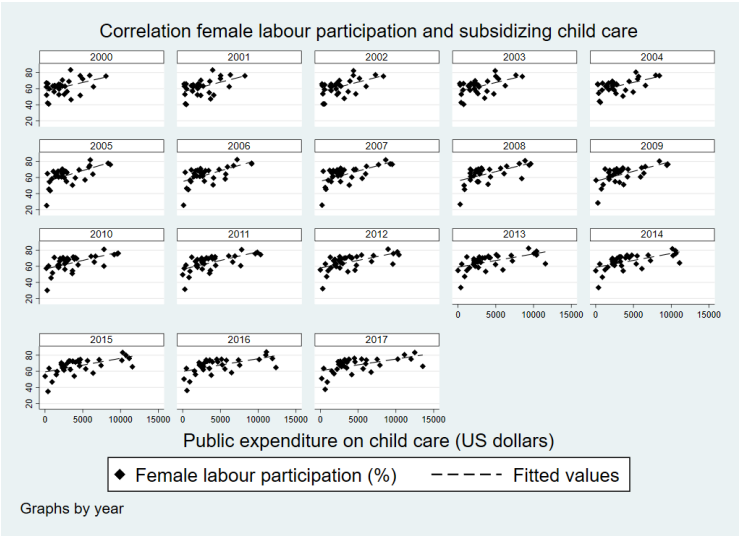 Correlation female labour participation and subsidizing child care
2000 2001 2002 2003 2004
80
60
40
20
2005 2006 2007 2008 2009
80
60
40
20
2010 2011 2012 2013 2014
80
60
40
20
0 5000 10000 15000 0 5000 10000 15000
2015 2016 2017
80
60
40
20
0 5000 10000 15000 0 5000 10000 15000 0 5000 10000 15000
Public expenditure on child care (US dollars)
Female labour participation (%) Fitted values
Graphs by year